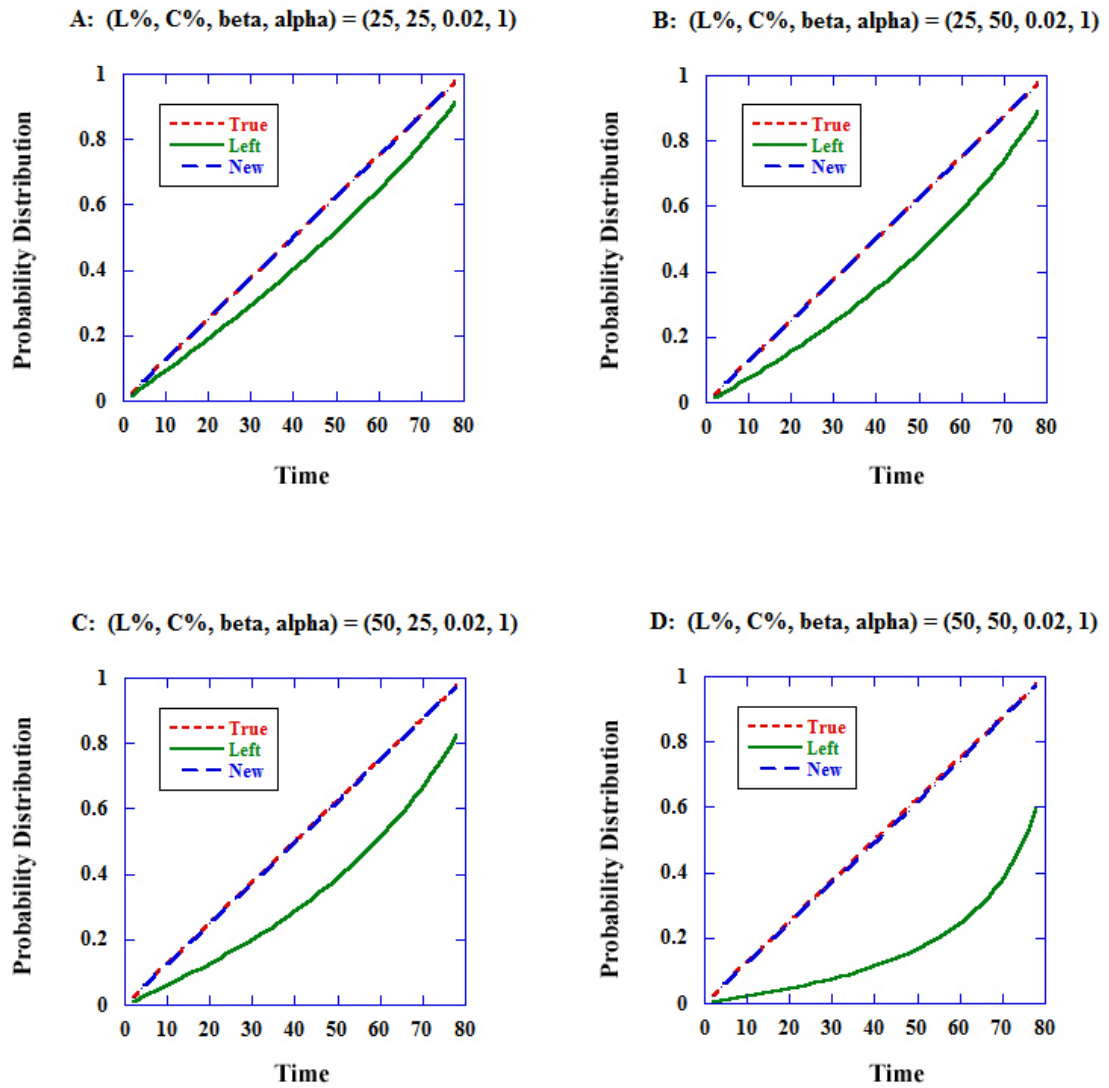 A: (L%, C%, beta, alpha) = (25, 25, 0.02, 1)
Probability Distribution
1
0.8
0.6
0.4
0.2
0
True
Left
New
0 10 20 30 40 50 60 70 80
Time
B: (L%, C%, beta, alpha) = (25, 50, 0.02, 1)
Probability Distribution
1
0.8
0.6
0.4
0.2
0
True
Left
New
0 10 20 30 40 50 60 70 80
Time
C: (L%, C%, beta, alpha) = (50, 25, 0.02, 1)
Probability Distribution
1
0.8
0.6
0.4
0.2
0
True
Left
New
0 10 20 30 40 50 60 70 80
Time
D: (L%, C%, beta, alpha) = (50, 50, 0.02, 1)
Probability Distribution
1
0.8
0.6
0.4
0.2
0
True
Left
New
0 10 20 30 40 50 60 70 80
Time